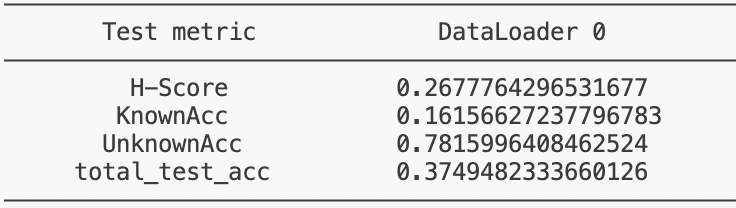 Test metric DataLoader 0
H-Score 0.2677764296531677
KnownAcc 0.16156627237796783
UnknownAcc 0.7815996408462524
total_test_acc 0.3749482333660126